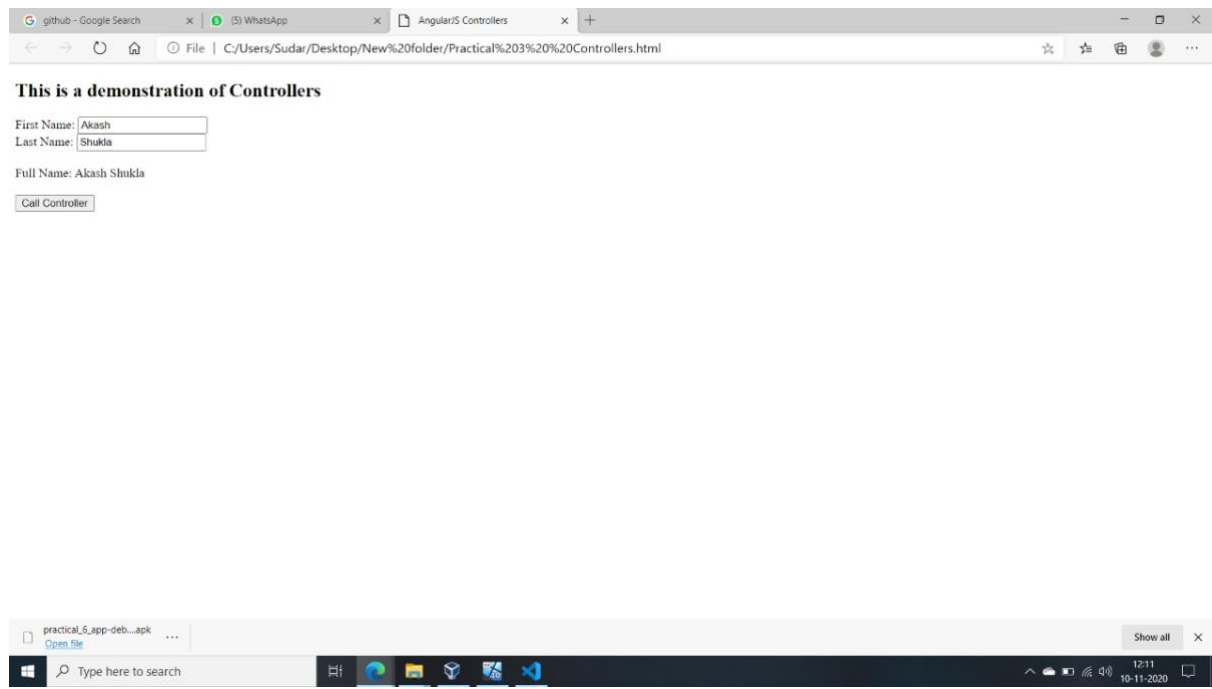 github - Google Search
(5) WhatsApp
AngularJS Controllers
File | C:/Users/Sudar/Desktop/New%20folder/Practical%203%20%20Controllers.html
This is a demonstration of Controllers
First Name: Akash
Last Name: Shukla
Full Name: Akash Shukla
Call Controller
practical_6_app-deb....apk
Open file
Show all
Type here to search
12:11
10-11-2020